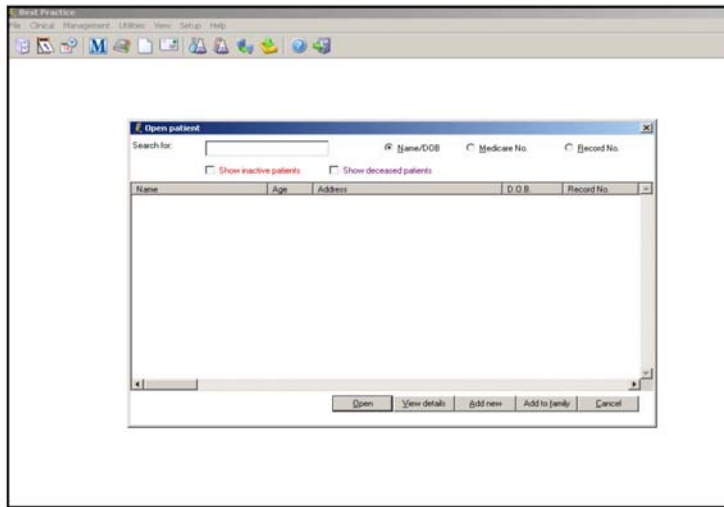 Best Practice
File Clinical Management Utilities View Setup Help
Open patient
Search for: Name/DOB Medicare No. Record No.
Show inactive patients Show deceased patients
Name Age Address D.O.B. Record No.
Open View details Add new Add to family Cancel